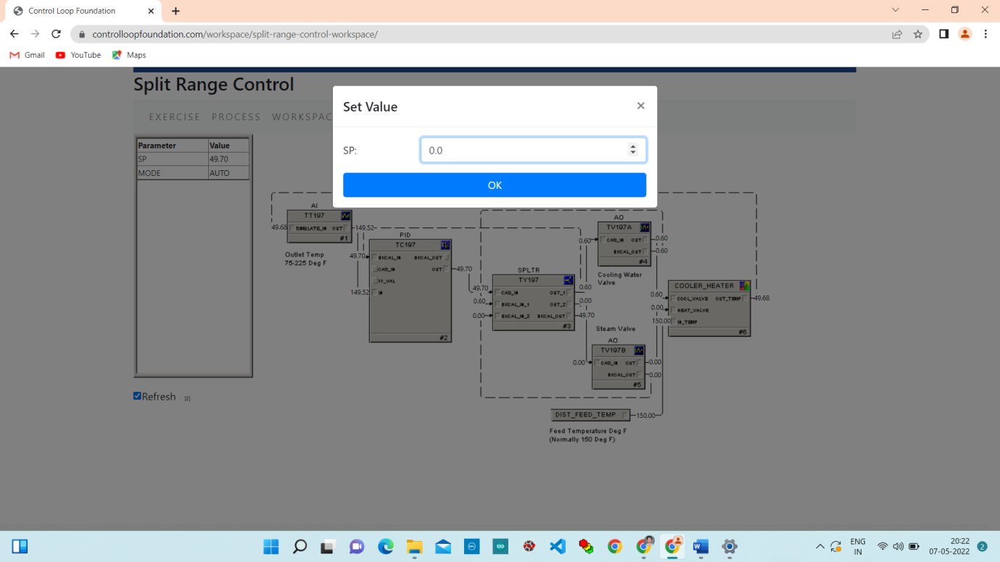 Control Loop Foundation
controlloopfoundation.com/workspace/split-range-control-workspace/
Gmail YouTube Maps
Split Range Control
EXERCISE PROCESS WORKSPAC
Set Value
SP: 0.0
OK
Parameter Value
SP 49.70
MODE AUTO
Refresh [2]
AI
TT197
49.68 SIMULATE_IN OUT 149.52
#1
Outlet Temp
75-225 Deg F
PID
TC197
49.70 BKCAL_IN BKCAL_OUT
CAS_IN OUT 49.70
FF_VAL
149.52 IN
#2
SPLTR
TY197
49.70 CAS_IN OUT_1 0.60
0.60 BKCAL_IN_1 OUT_2 0.00
0.00 BKCAL_IN_2 BKCAL_OUT 49.70
#3
AO
TV197A
0.60 CAS_IN OUT 0.60
BKCAL_OUT 0.60
#4
Cooling Water
Valve
Steam Valve
AO
TV197B
0.00 CAS_IN OUT 0.00
BKCAL_OUT 0.00
#5
COOLER_HEATER
0.60 COOL_VALVE OUT_TEMP 49.68
0.00 HEAT_VALVE
150.00 IN_TEMP
#6
DIST_FEED_TEMP 150.00
Feed Temperature Deg F
(Normally 150 Deg F)
ENG
IN
20:22
07-05-2022
2